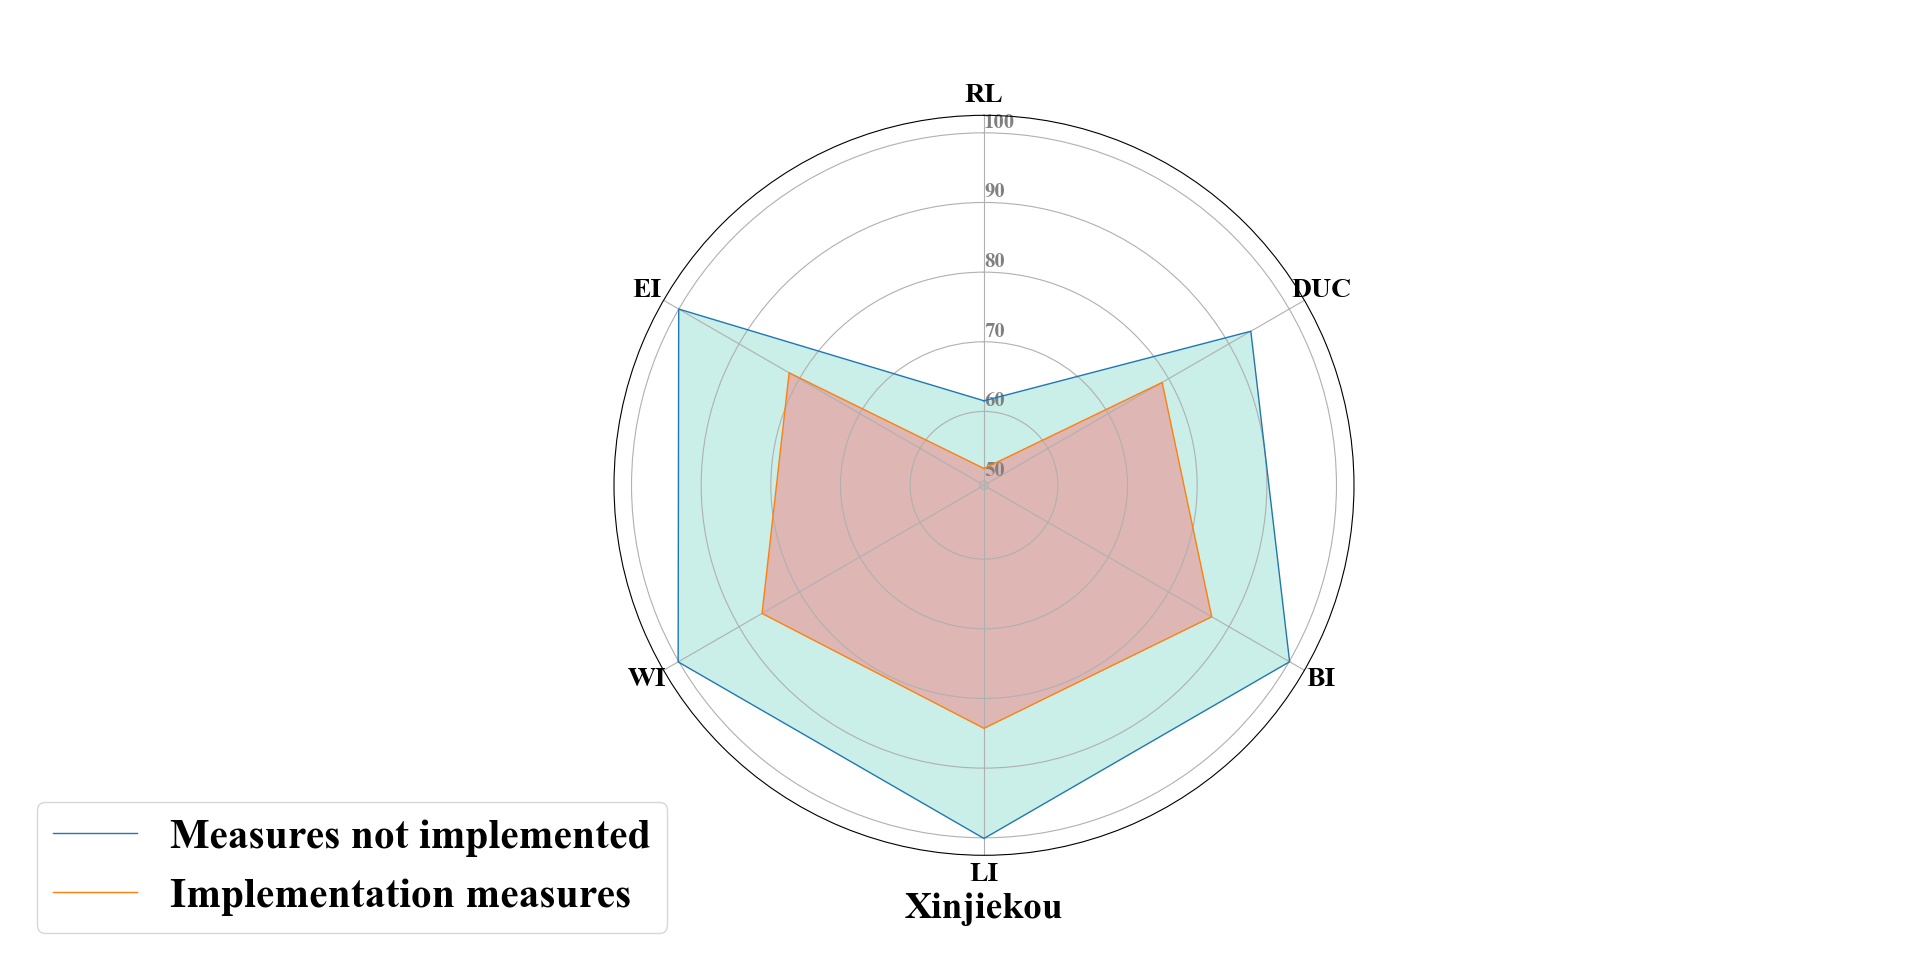 RL
100
90
80
70
60
50
EI
DUC
WI
BI
LI
Xinjiekou
Measures not implemented
Implementation measures